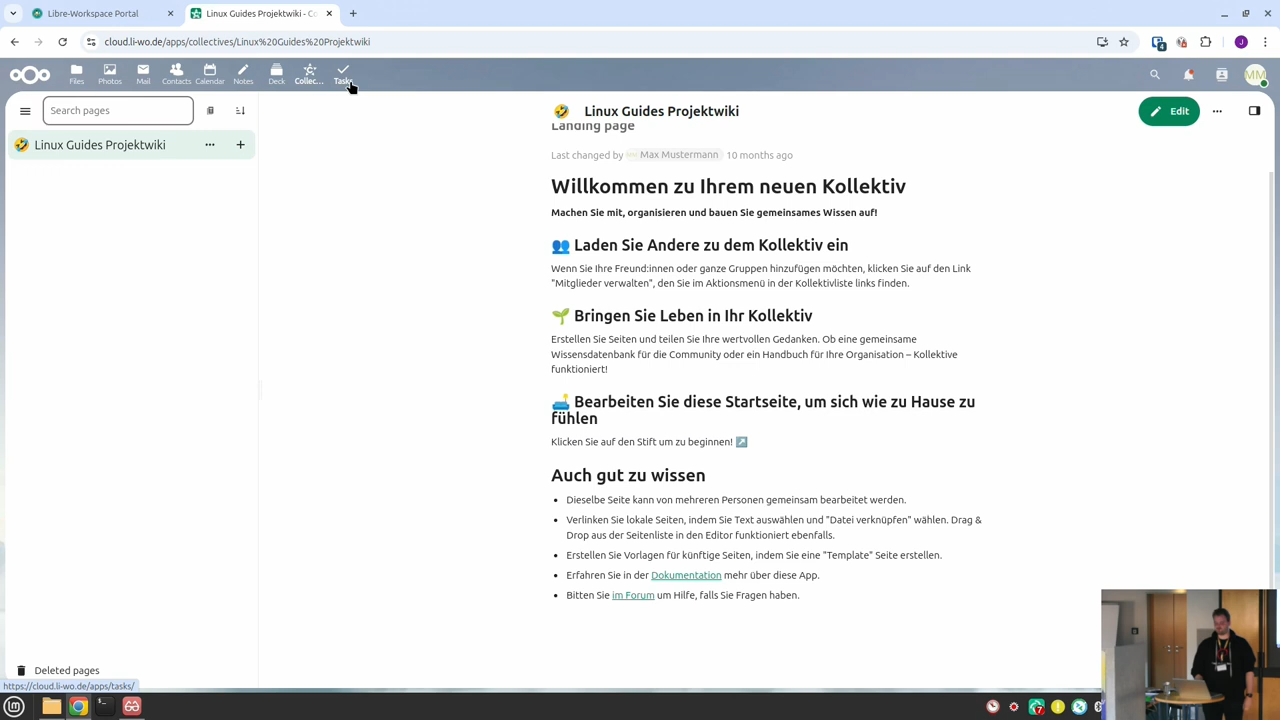 Libre-Workspace Portal
Linux Guides Projektwiki - C
cloud.li-wo.de/apps/collectives/Linux%20Guides%20Projektwiki
Files
Photos
Mail
Contacts
Calendar
Notes
Deck
Collec...
Tasks
MM
Search pages
Linux Guides Projektwiki
Deleted pages
https://cloud.li-wo.de/apps/tasks/
Linux Guides Projektwiki
Edit
Landing page
Last changed by Max Mustermann 10 months ago
Willkommen zu Ihrem neuen Kollektiv
Machen Sie mit, organisieren und bauen Sie gemeinsames Wissen auf!
👥 Laden Sie Andere zu dem Kollektiv ein
Wenn Sie Ihre Freund:innen oder ganze Gruppen hinzufügen möchten, klicken Sie auf den Link
"Mitglieder verwalten", den Sie im Aktionsmenü in der Kollektivliste links finden.
🌱 Bringen Sie Leben in Ihr Kollektiv
Erstellen Sie Seiten und teilen Sie Ihre wertvollen Gedanken. Ob eine gemeinsame
Wissensdatenbank für die Community oder ein Handbuch für Ihre Organisation – Kollektive
funktioniert!
🛋️ Bearbeiten Sie diese Startseite, um sich wie zu Hause zu
fühlen
Klicken Sie auf den Stift um zu beginnen! ↗️
Auch gut zu wissen
• Dieselbe Seite kann von mehreren Personen gemeinsam bearbeitet werden.
• Verlinken Sie lokale Seiten, indem Sie Text auswählen und "Datei verknüpfen" wählen. Drag &
Drop aus der Seitenliste in den Editor funktioniert ebenfalls.
• Erstellen Sie Vorlagen für künftige Seiten, indem Sie eine "Template" Seite erstellen.
• Erfahren Sie in der Dokumentation mehr über diese App.
• Bitten Sie im Forum um Hilfe, falls Sie Fragen haben.